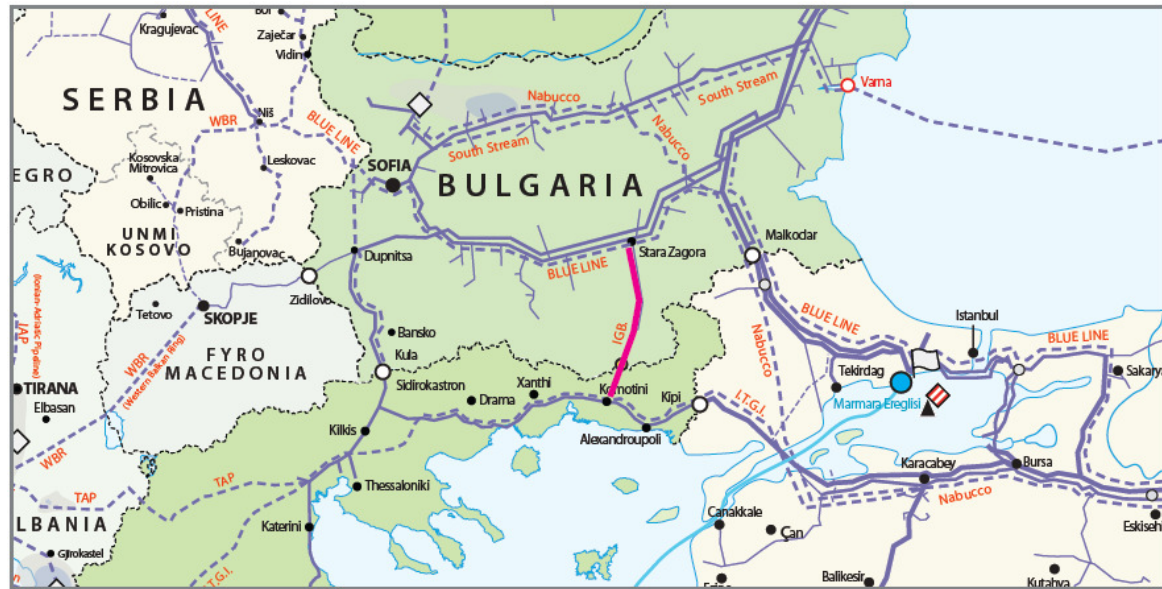 Kragujevac
LINE
Bor
Zaječar
Vidin
SERBIA
WBR
Niš
BLUE LINE
Nabucco
South Stream
Varna
Kosovska
Mitrovica
Leskovac
SOFIA
South Stream
Nabucco
EGRO
Obilic
Pristina
BULGARIA
UNMI
KOSOVO
Bujanovac
Dupnitsa
Stara Zagora
BLUE LINE
Malkoclar
Zidilovo
(Ionian-Adriatic Pipeline)
IAP
Tetovo
SKOPJE
WBR
(Western Balkan Ring)
FYRO
MACEDONIA
Bansko
Kula
IGB.
Nabucco
BLUE LINE
Istanbul
BLUE LINE
TIRANA
Elbasan
Sidirokastron
Drama
Xanthi
Komotini
Kipi
I.T.G.I.
Tekirdag
Marmara Ereglisi
Sakarya
WBR
Kilkis
Alexandroupoli
TAP
TAP
Thessaloniki
Karacabey
Bursa
Nabucco
LBANIA
Katerini
Canakkale
Çan
Eskiseh
Gjirokastel
I.T.G.I.
Balikesir
Kutahya